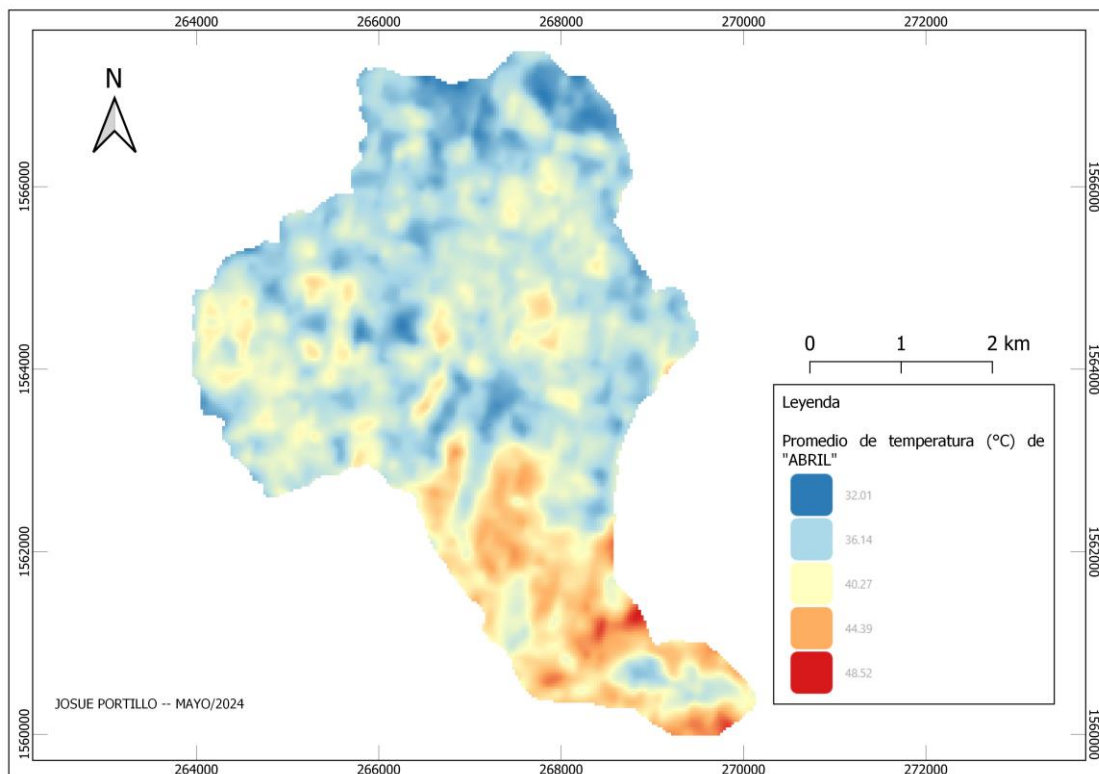 264000 266000 268000 270000 272000
N
1566000 1566000
0 1 2 km
1564000 1564000
Leyenda
Promedio de temperatura (°C) de
"ABRIL"
32.01
36.14
1562000 1562000
40.27
44.39
48.52
JOSUE PORTILLO -- MAYO/2024
1560000 1560000
264000 266000 268000 270000 272000